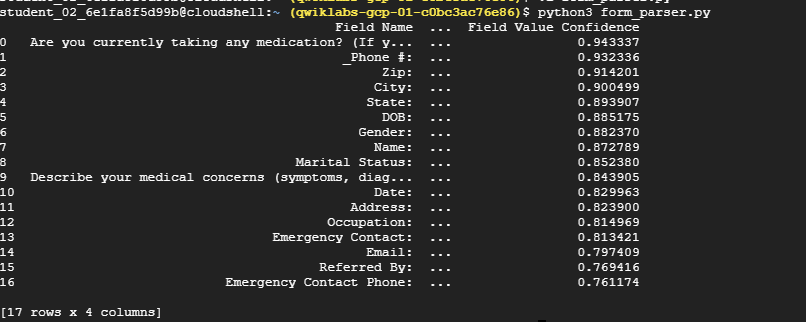 student_02_6e1fa8f5d99b@cloudshell:~ (qwiklabs-gcp-01-c0bc3ac76e86)$ python3 form_parser.py
Field Name ... Field Value Confidence
0 Are you currently taking any medication? (If y... ... 0.943337
1 _Phone #: ... 0.932336
2 Zip: ... 0.914201
3 City: ... 0.900499
4 State: ... 0.893907
5 DOB: ... 0.885175
6 Gender: ... 0.882370
7 Name: ... 0.872789
8 Marital Status: ... 0.852380
9 Describe your medical concerns (symptoms, diag... ... 0.843905
10 Date: ... 0.829963
11 Address: ... 0.823900
12 Occupation: ... 0.814969
13 Emergency Contact: ... 0.813421
14 Email: ... 0.797409
15 Referred By: ... 0.769416
16 Emergency Contact Phone: ... 0.761174
[17 rows x 4 columns]